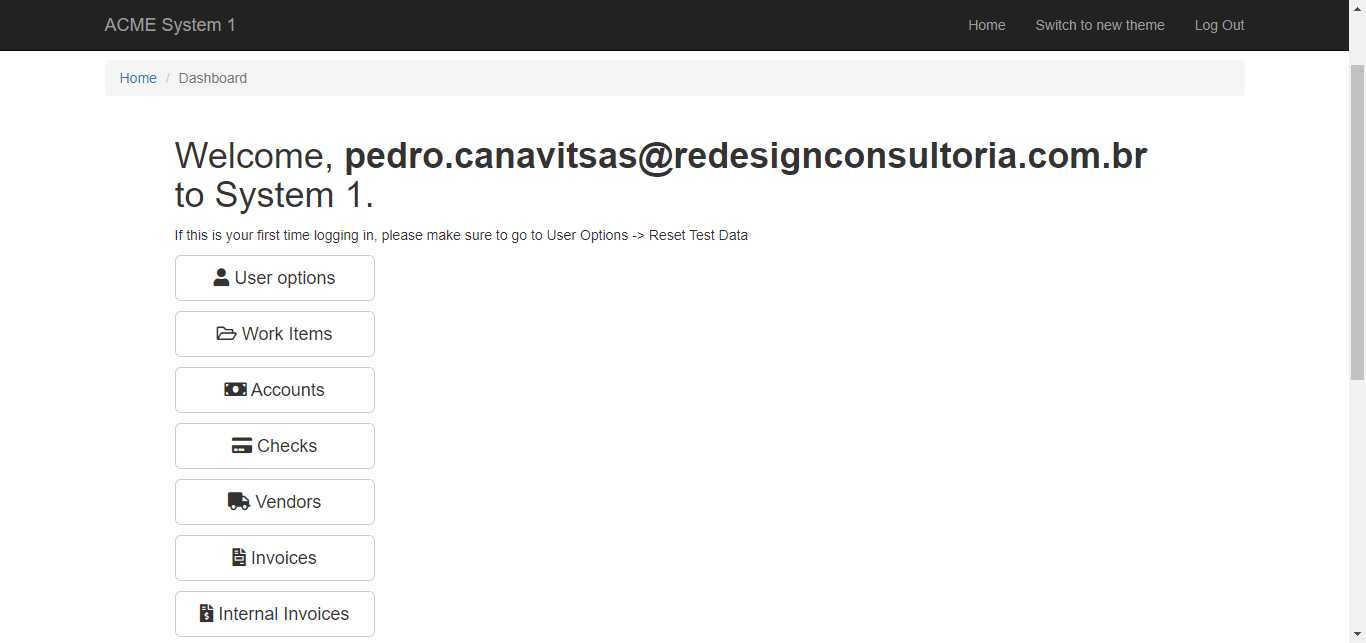 ACME System 1 Home Switch to new theme Log Out
Home / Dashboard
Welcome, pedro.canavitsas@redesignconsultoria.com.br
to System 1.
If this is your first time logging in, please make sure to go to User Options -> Reset Test Data
User options
Work Items
Accounts
Checks
Vendors
Invoices
Internal Invoices